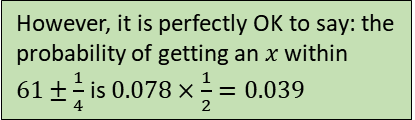 However, it is perfectly OK to say: the
probability of getting an x within
61 ± 1/4 is 0.078 × 1/2 = 0.039